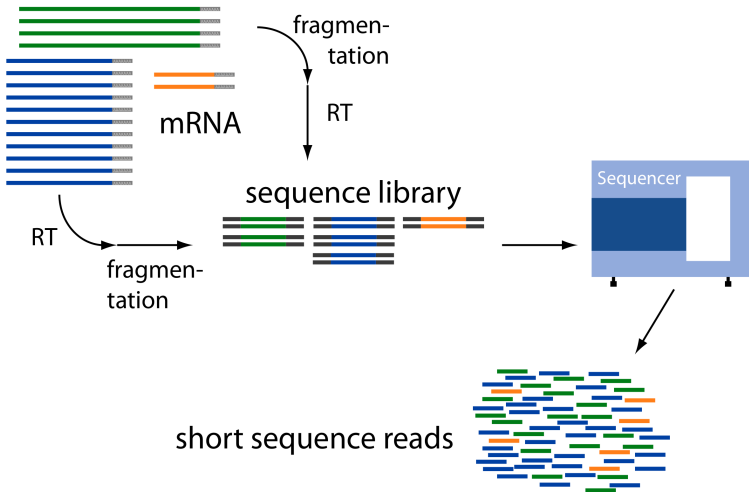 fragmen-
tation
mRNA
RT
sequence library
Sequencer
RT
fragmen-
tation
short sequence reads